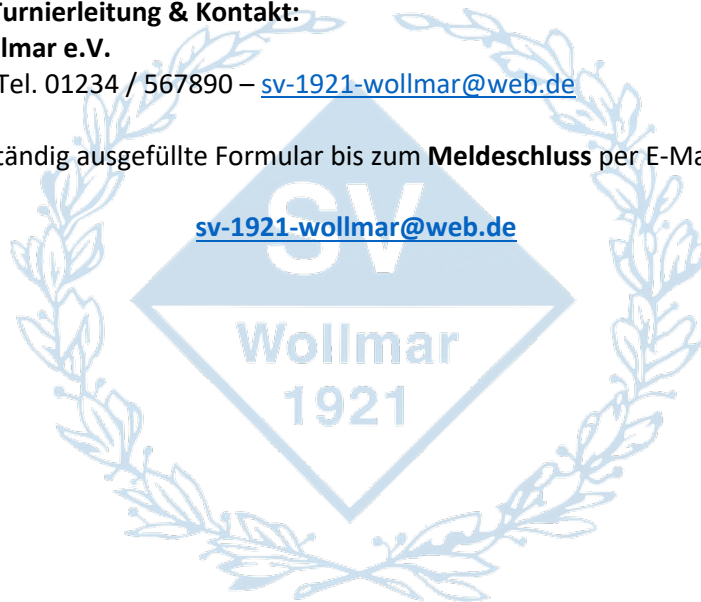 Turnierleitung & Kontakt:
lmar e.V.
Tel. 01234 / 567890 – sv-1921-wollmar@web.de
tändig ausgefüllte Formular bis zum Meldeschluss per E-Ma
sv-1921-wollmar@web.de
SV
Wollmar
1921